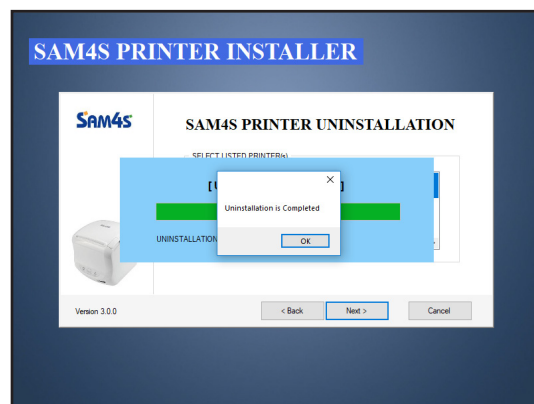 SAM4S PRINTER INSTALLER
SAM4S
SAM4S PRINTER UNINSTALLATION
SELECT LISTED PRINTER(s)
[U ]
Uninstallation is Completed
UNINSTALLATION
OK
Version 3.0.0
< Back Next > Cancel